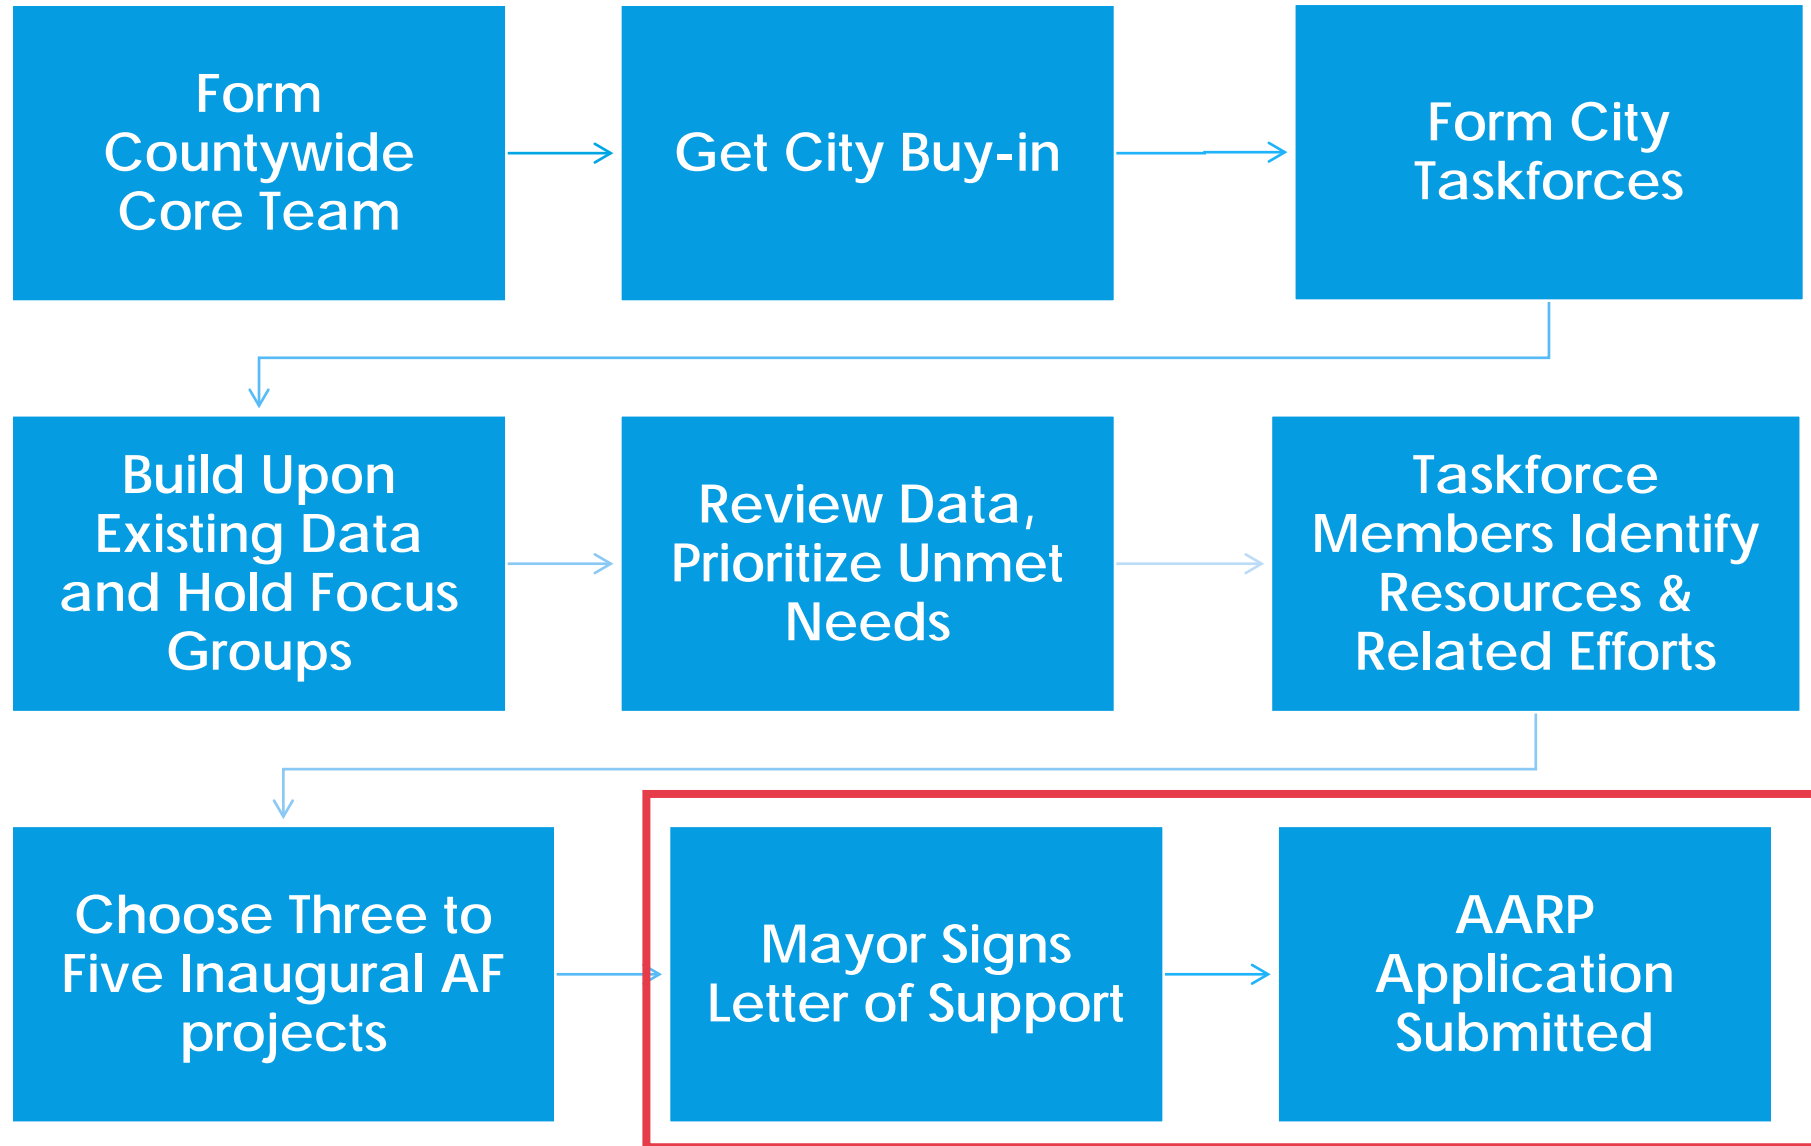 Form
Countywide
Core Team
Get City Buy-in
Form City
Taskforces
Build Upon
Existing Data
and Hold Focus
Groups
Review Data,
Prioritize Unmet
Needs
Taskforce
Members Identify
Resources &
Related Efforts
Choose Three to
Five Inaugural AF
projects
Mayor Signs
Letter of Support
AARP
Application
Submitted